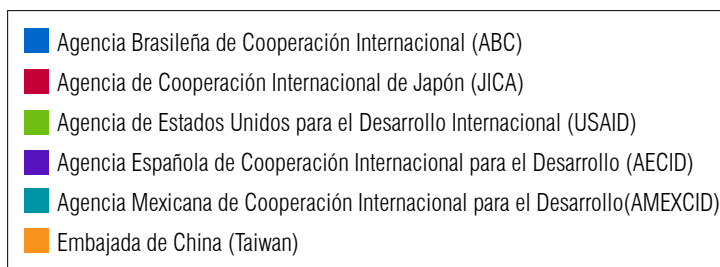 Agencia Brasileña de Cooperación Internacional (ABC)
Agencia de Cooperación Internacional de Japón (JICA)
Agencia de Estados Unidos para el Desarrollo Internacional (USAID)
Agencia Española de Cooperación Internacional para el Desarrollo (AECID)
Agencia Mexicana de Cooperación Internacional para el Desarrollo(AMEXCID)
Embajada de China (Taiwan)